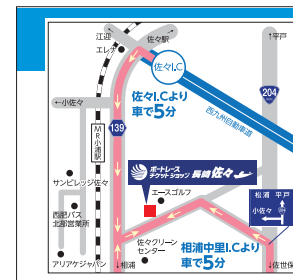 江迎
エレナ
佐々駅
佐々I.C
↑平戸
204
←小佐々
佐々I.Cより
車で5分
西九州自動車道
139
MR小浦駅
ボートレース
チケットショップ
長崎 佐々
サンビレッジ佐々
エースゴルフ
松浦 平戸
小佐々
西肥バス
北部営業所
佐々グリーン
センター
相浦中里I.Cより
車で5分
アリアケジャパン
↓相浦
↓佐世保